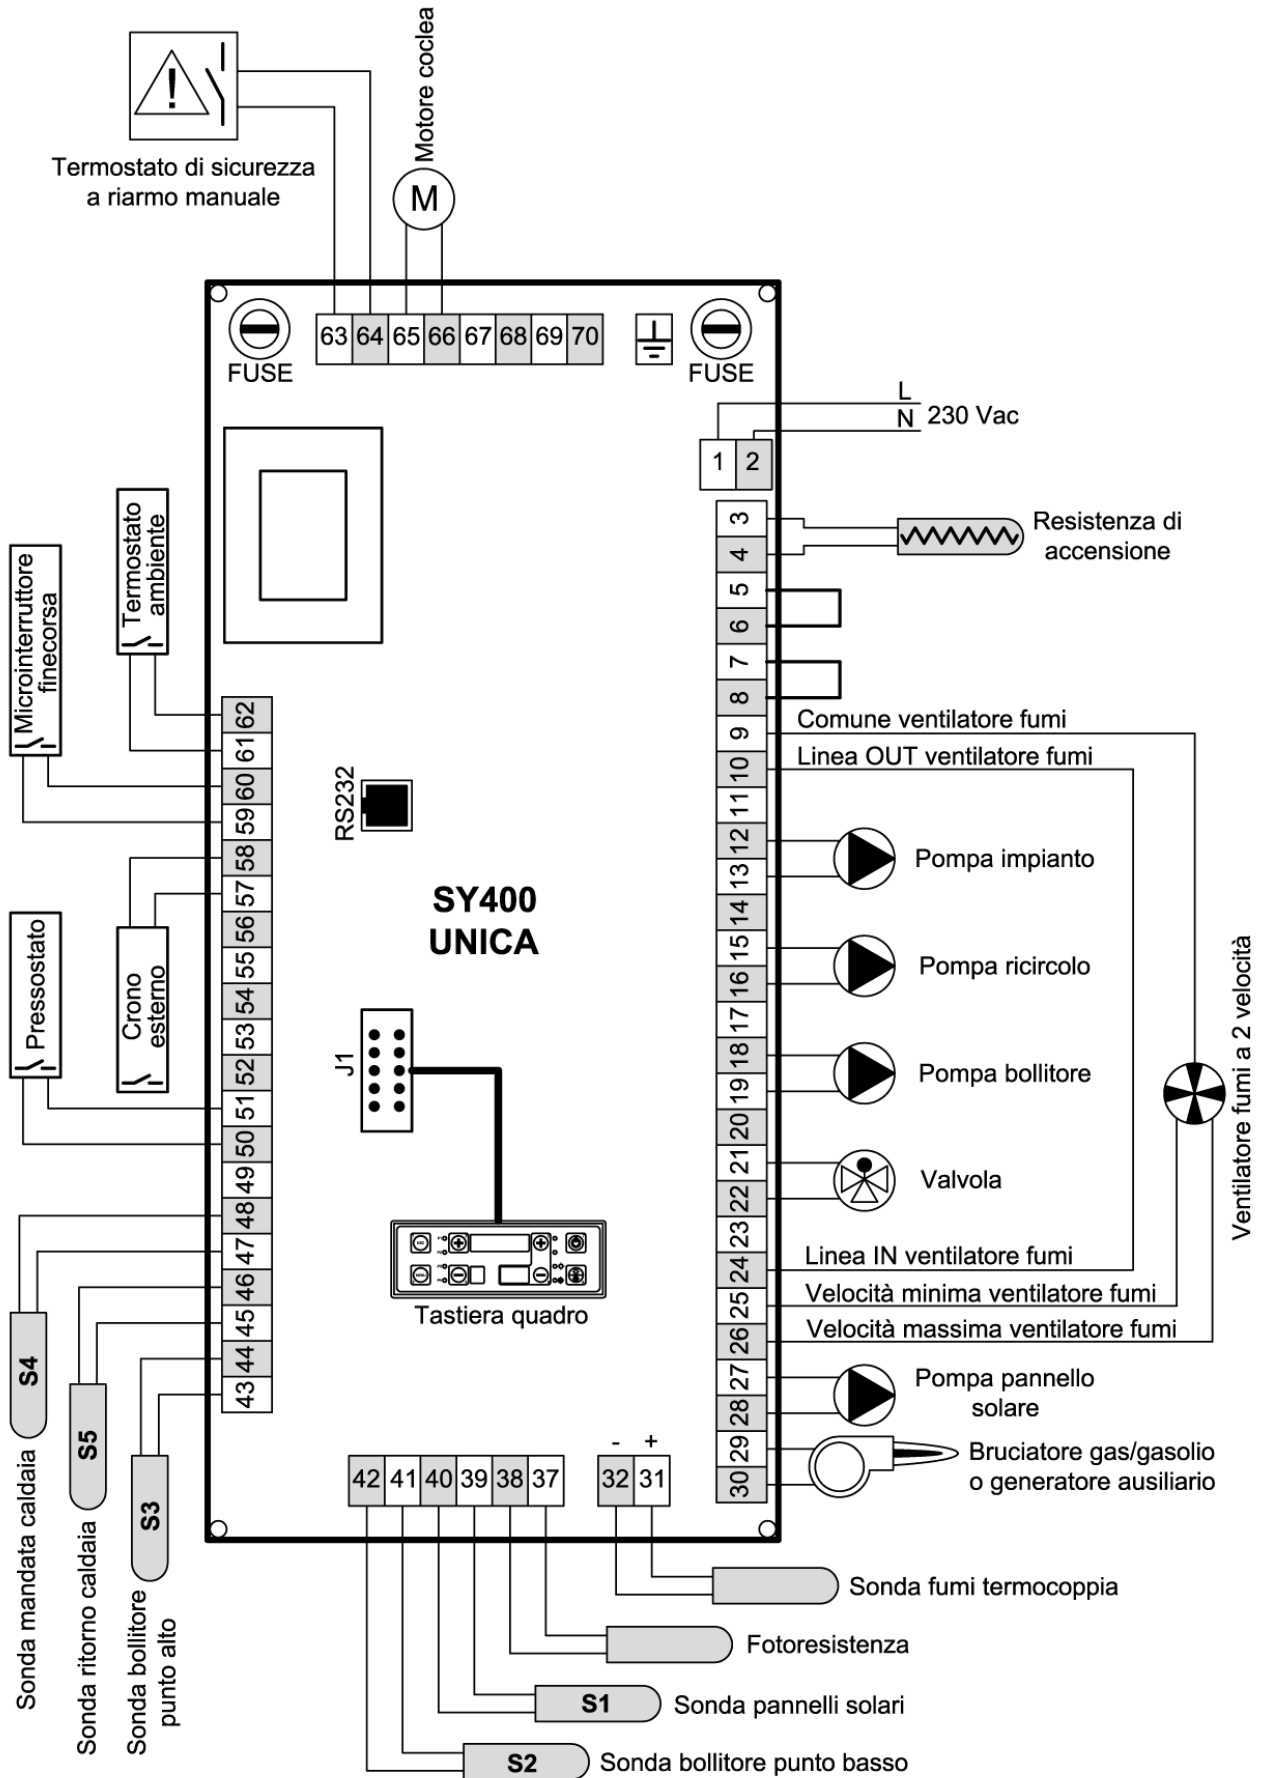 Motore coclea
Termostato di sicurezza
a riarmo manuale
M
FUSE
63 64 65 66 67 68 69 70
FUSE
L
N
230 Vac
1 2
3
4
5
6
7
8
9
10
11
12
13
14
15
16
17
18
19
20
21
22
23
24
25
26
27
28
29
30
Resistenza di
accensione
Comune ventilatore fumi
Linea OUT ventilatore fumi
Pompa impianto
Pompa ricircolo
Pompa bollitore
Valvola
Linea IN ventilatore fumi
Velocità minima ventilatore fumi
Velocità massima ventilatore fumi
Ventilatore fumi a 2 velocità
Pompa pannello
solare
Bruciatore gas/gasolio
o generatore ausiliario
Termostato
ambiente
Microinterruttore
finecorsa
Crono
esterno
Pressostato
62
61
60
59
58
57
56
55
54
53
52
51
50
49
48
47
46
45
44
43
RS232
SY400
UNICA
J1
Tastiera quadro
S4
Sonda mandata caldaia
S5
Sonda ritorno caldaia
S3
Sonda bollitore
punto alto
42 41 40 39 38 37
- +
32 31
Sonda fumi termocoppia
Fotoresistenza
S1
Sonda pannelli solari
S2
Sonda bollitore punto basso